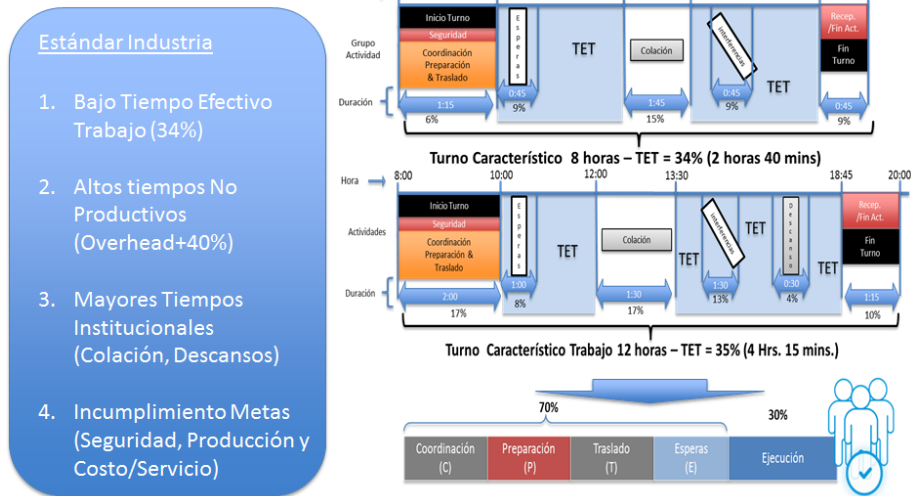 Estándar Industria
1. Bajo Tiempo Efectivo
Trabajo (34%)
2. Altos tiempos No
Productivos
(Overhead+40%)
3. Mayores Tiempos
Institucionales
(Colación, Descansos)
4. Incumplimiento Metas
(Seguridad, Producción y
Costo/Servicio)
Grupo
Actividad
Inicio Turno
Seguridad
Coordinación
Preparación
& Traslado
Esperas
TET
Colación
interferencias
TET
Recep.
/Fin Act.
Fin
Turno
Duración
1:15
6%
0:45
9%
1:45
15%
0:45
9%
0:45
9%
Turno Característico 8 horas – TET = 34% (2 horas 40 mins)
Hora
8:00
10:00
12:00
13:30
18:45
20:00
Actividades
Inicio Turno
Seguridad
Coordinación
Preparación &
Traslado
Esperas
TET
Colación
TET
interferencias
TET
Descanso
TET
Recep.
/Fin Act.
Fin
Turno
Duración
2:00
17%
1:00
8%
1:30
17%
1:30
13%
0:30
4%
1:15
10%
Turno Característico Trabajo 12 horas – TET = 35% (4 Hrs. 15 mins.)
70%
30%
Coordinación
(C)
Preparación
(P)
Traslado
(T)
Esperas
(E)
Ejecución